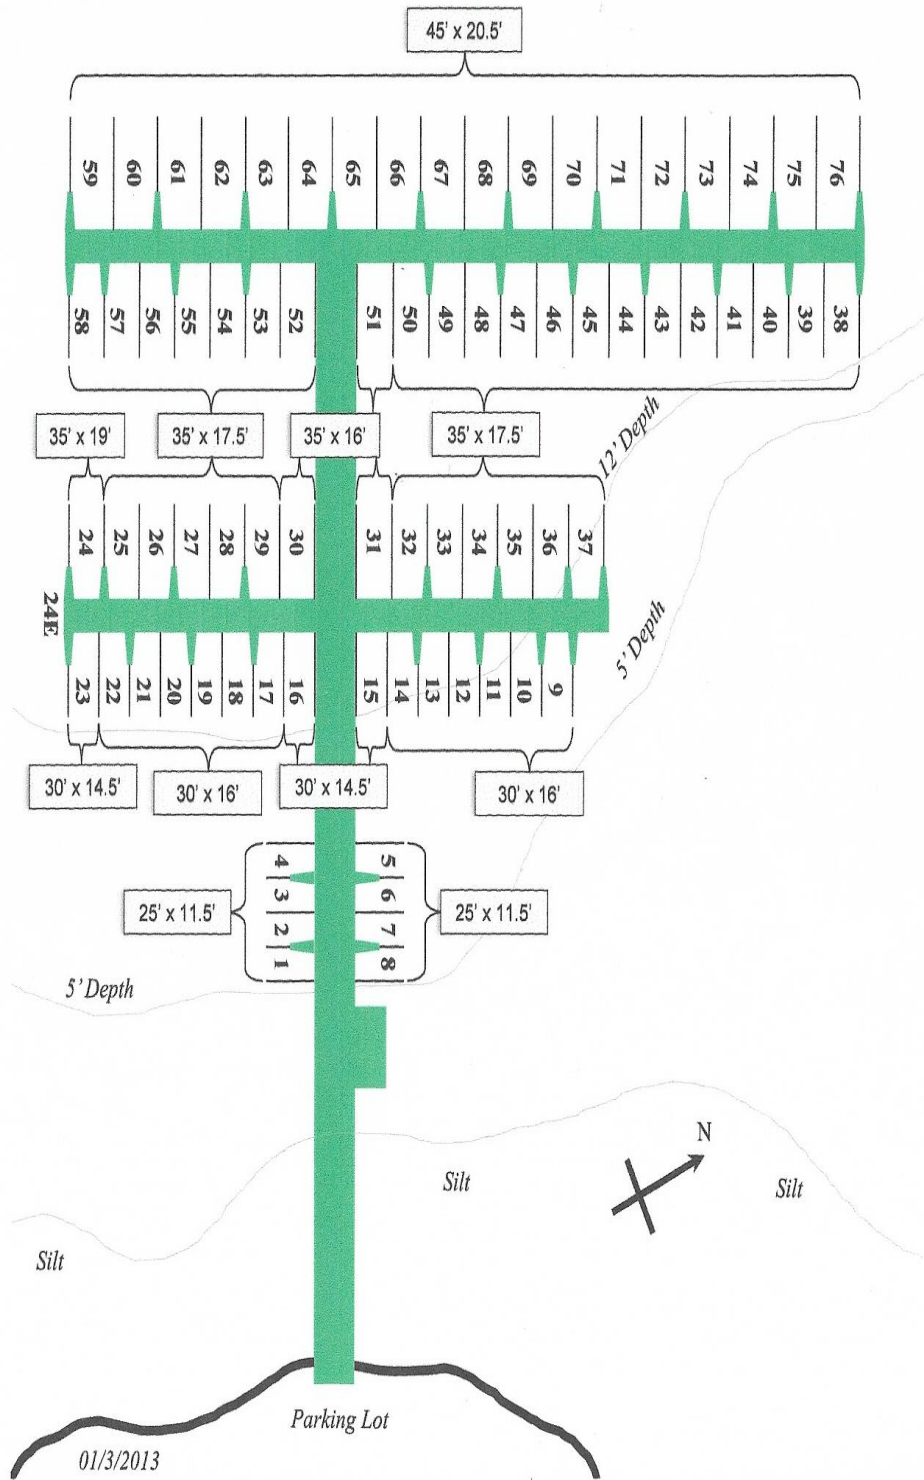 45' x 20.5'
59 60 61 62 63 64 65 66 67 68 69 70 71 72 73 74 75 76
58 57 56 55 54 53 52 51 50 49 48 47 46 45 44 43 42 41 40 39 38
35' x 19' 35' x 17.5' 35' x 16' 35' x 17.5'
12' Depth
24 25 26 27 28 29 30 31 32 33 34 35 36 37
24E
5' Depth
23 22 21 20 19 18 17 16 15 14 13 12 11 10 9
30' x 14.5' 30' x 16' 30' x 14.5' 30' x 16'
4 5
3 6
25' x 11.5' 25' x 11.5'
2 7
1 8
5' Depth
N
Silt Silt
Silt
Parking Lot
01/3/2013